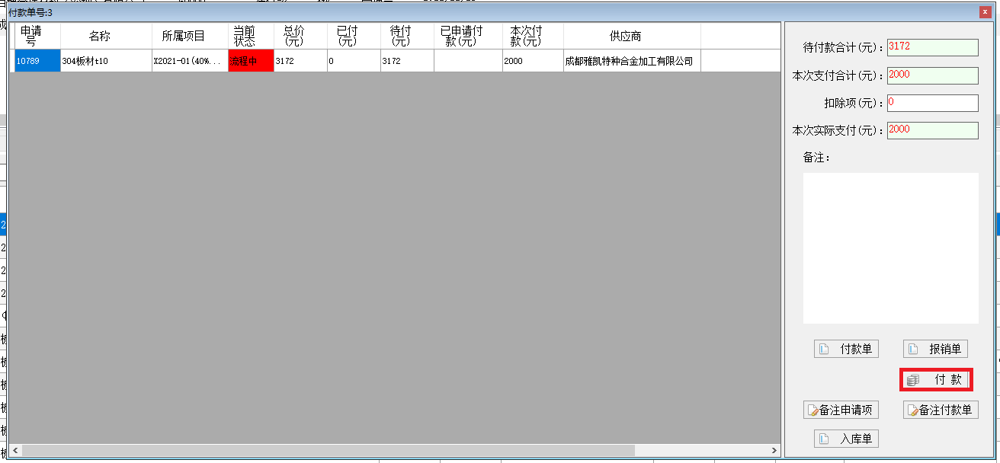 付款单号:3
申请号 名称 所属项目 当前状态 总价(元) 已付(元) 待付(元) 已申请付款(元) 本次付款(元) 供应商
10789 304板材t10 X2021-01(40%... 流程中 3172 0 3172 2000 成都雅凯特种合金加工有限公司
待付款合计(元): 3172
本次支付合计(元): 2000
扣除项(元): 0
本次实际支付(元): 2000
备注:
付款单 报销单
付 款
备注申请项 备注付款单
入库单